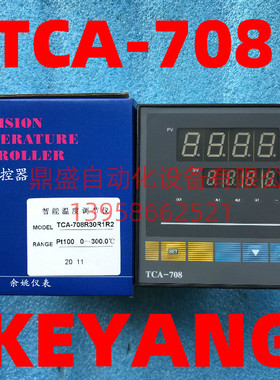 TCA-708
ISION
ERATURE
ROLLER
控器
PV
鼎盛自动化设备有限公司
13958662521
智能温度调节仪
MODEL TCA-708R30R1R2
RANGE Pt100 0—300.0℃
20 11
余姚仪表
SET
TCA-708
KEYANG